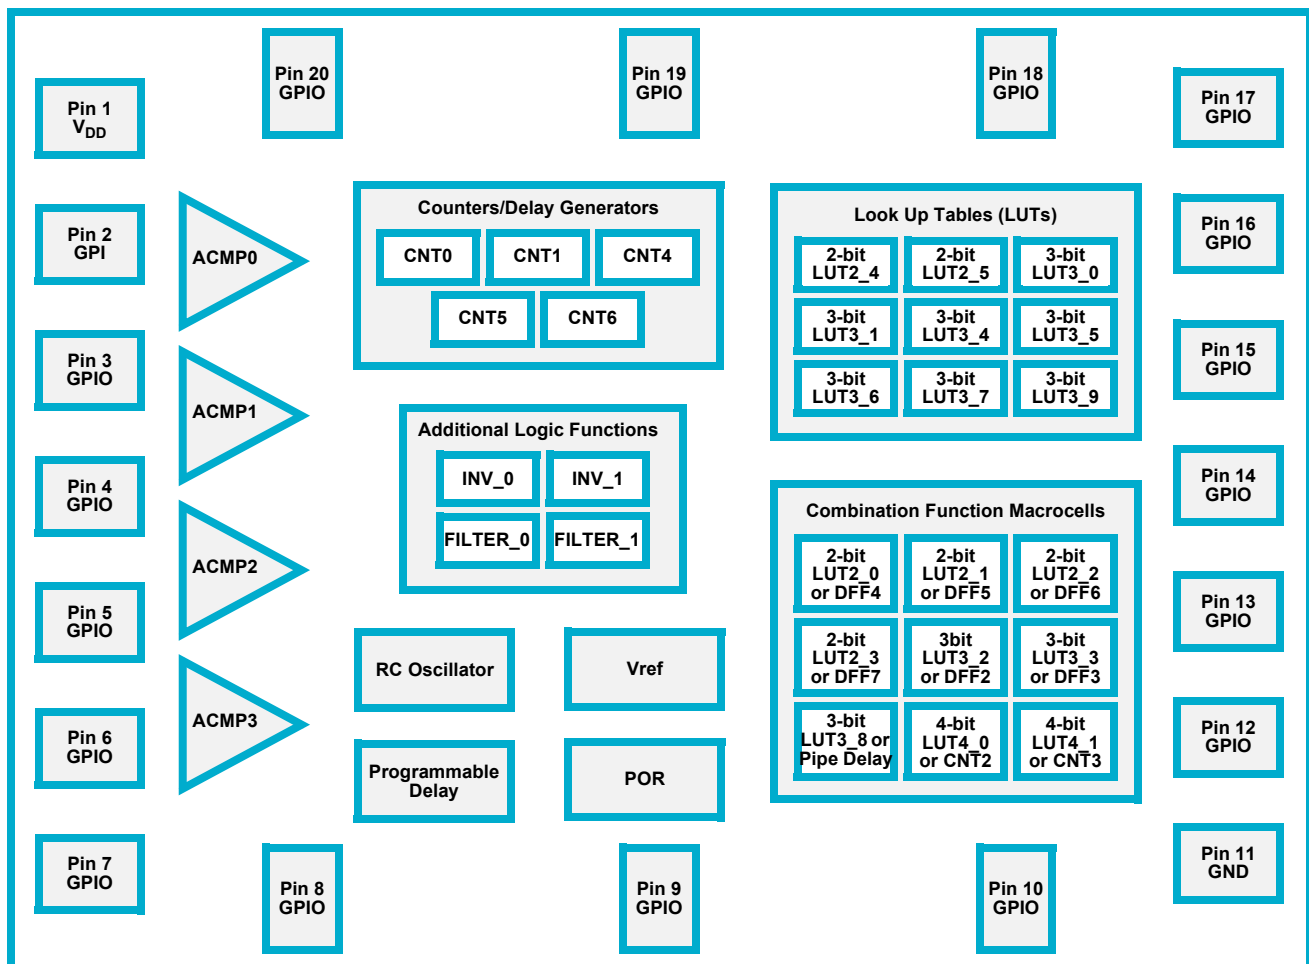 Pin 20
GPIO
Pin 19
GPIO
Pin 18
GPIO
Pin 1
VDD
Pin 2
GPI
Pin 3
GPIO
Pin 4
GPIO
Pin 5
GPIO
Pin 6
GPIO
Pin 7
GPIO
ACMP0
ACMP1
ACMP2
ACMP3
Counters/Delay Generators
CNT0
CNT1
CNT4
CNT5
CNT6
Additional Logic Functions
INV_0
INV_1
FILTER_0
FILTER_1
RC Oscillator
Vref
Programmable
Delay
POR
Look Up Tables (LUTs)
2-bit
LUT2_4
2-bit
LUT2_5
3-bit
LUT3_0
3-bit
LUT3_1
3-bit
LUT3_4
3-bit
LUT3_5
3-bit
LUT3_6
3-bit
LUT3_7
3-bit
LUT3_9
Combination Function Macrocells
2-bit
LUT2_0
or DFF4
2-bit
LUT2_1
or DFF5
2-bit
LUT2_2
or DFF6
2-bit
LUT2_3
or DFF7
3bit
LUT3_2
or DFF2
3-bit
LUT3_3
or DFF3
3-bit
LUT3_8 or
Pipe Delay
4-bit
LUT4_0
or CNT2
4-bit
LUT4_1
or CNT3
Pin 17
GPIO
Pin 16
GPIO
Pin 15
GPIO
Pin 14
GPIO
Pin 13
GPIO
Pin 12
GPIO
Pin 11
GND
Pin 8
GPIO
Pin 9
GPIO
Pin 10
GPIO